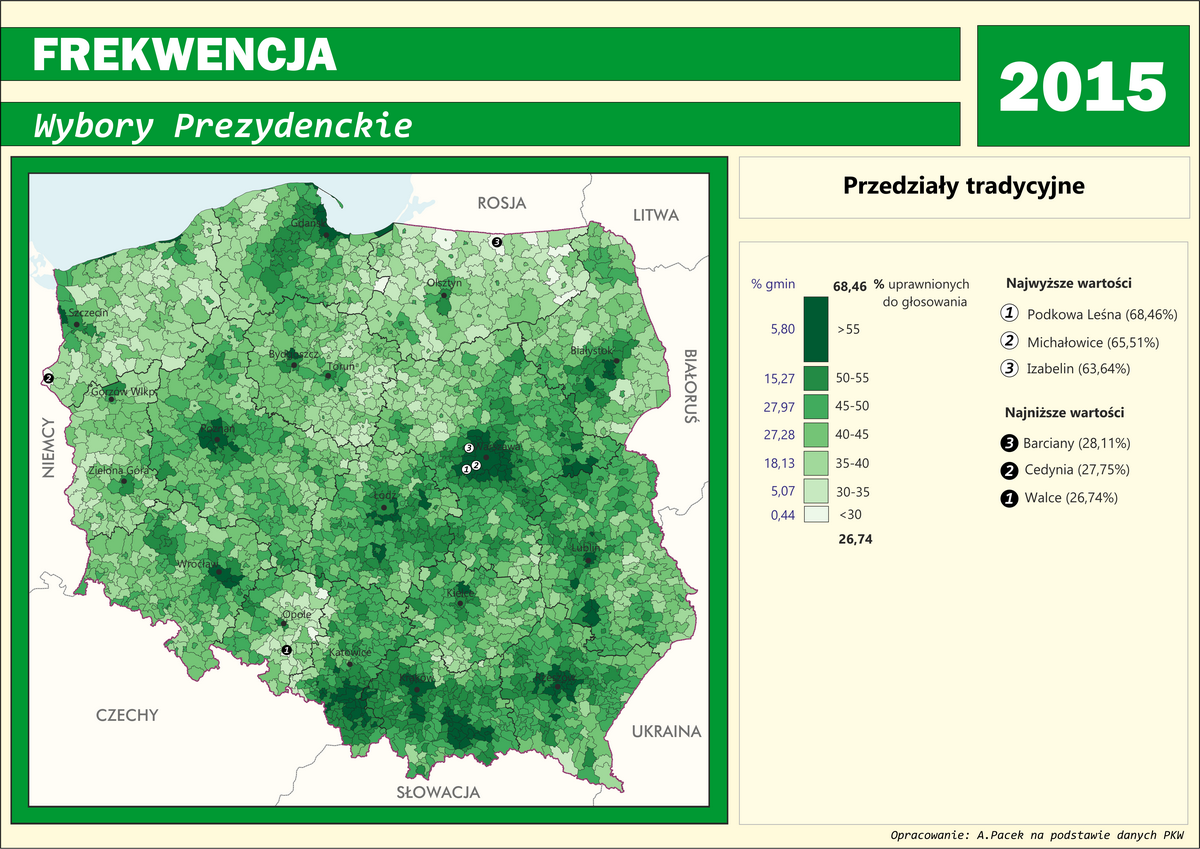 FREKWENCJA
Wybory Prezydenckie
2015
Przedziały tradycyjne
ROSJA
LITWA
BIAŁORUŚ
UKRAINA
SŁOWACJA
CZECHY
NIEMCY
Gdańsk
Olsztyn
Szczecin
Bydgoszcz
Toruń
Białystok
Gorzów Wlkp.
Poznań
Warszawa
Zielona Góra
Łódź
Lublin
Wrocław
Kielce
Opole
Katowice
Kraków
Rzeszów
3
2
3
1 2
1
% gmin
68,46 % uprawnionych
do głosowania
5,80 >55
15,27 50-55
27,97 45-50
27,28 40-45
18,13 35-40
5,07 30-35
0,44 <30
26,74
Najwyższe wartości
1 Podkowa Leśna (68,46%)
2 Michałowice (65,51%)
3 Izabelin (63,64%)
Najniższe wartości
3 Barciany (28,11%)
2 Cedynia (27,75%)
1 Walce (26,74%)
Opracowanie: A.Pacek na podstawie danych PKW